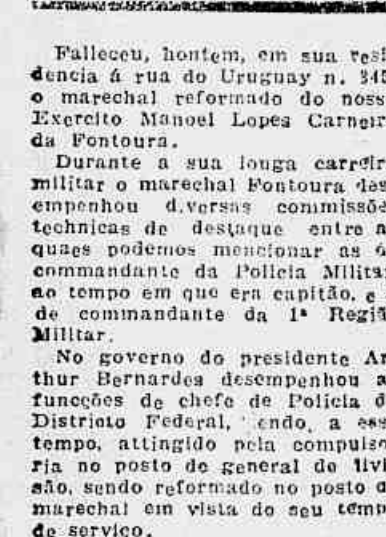 Falleceu, hontem, em sua resi
dencia á rua do Uruguay n. 345
o marechal reformado do noss
Exercito Manoel Lopes Carneir
da Fontoura.
Durante a sua longa carreir
militar o marechal Fontoura des
empenhou d.versas commissõe
technicas de destaque entre a
quaes podemos mencionar as d
commandante da Policia Milita
ao tempo em que era capitão, e
de commandante da 1ª Regiã
Militar.
No governo do presidente Ar
thur Bernardes desempenhou a
funcções de chefe de Policia d
Districto Federal, endo, a ess
tempo, attingido pela compulso
ria no posto de general de divi
são, sendo reformado no posto d
marechal em vista do seu temp
de serviço.